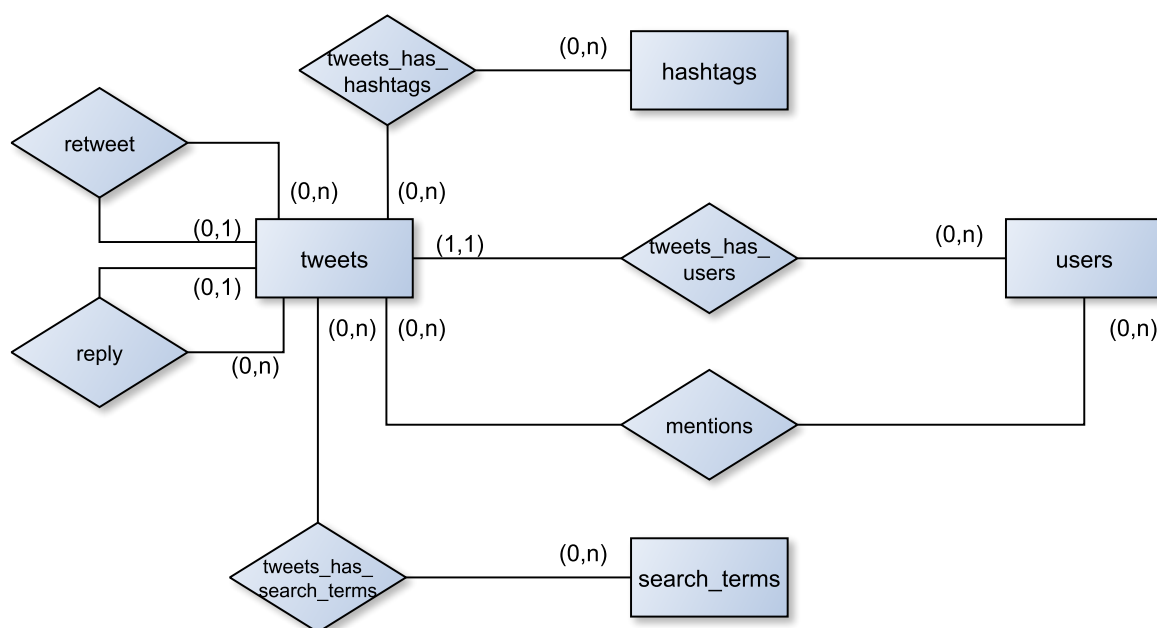 tweets_has_
hashtags
(0,n)
hashtags
retweet
(0,n)
(0,n)
(0,1)
tweets
(1,1)
tweets_has_
users
(0,n)
users
(0,1)
(0,n)
(0,n)
(0,n)
reply
(0,n)
mentions
(0,n)
tweets_has_
search_terms
search_terms